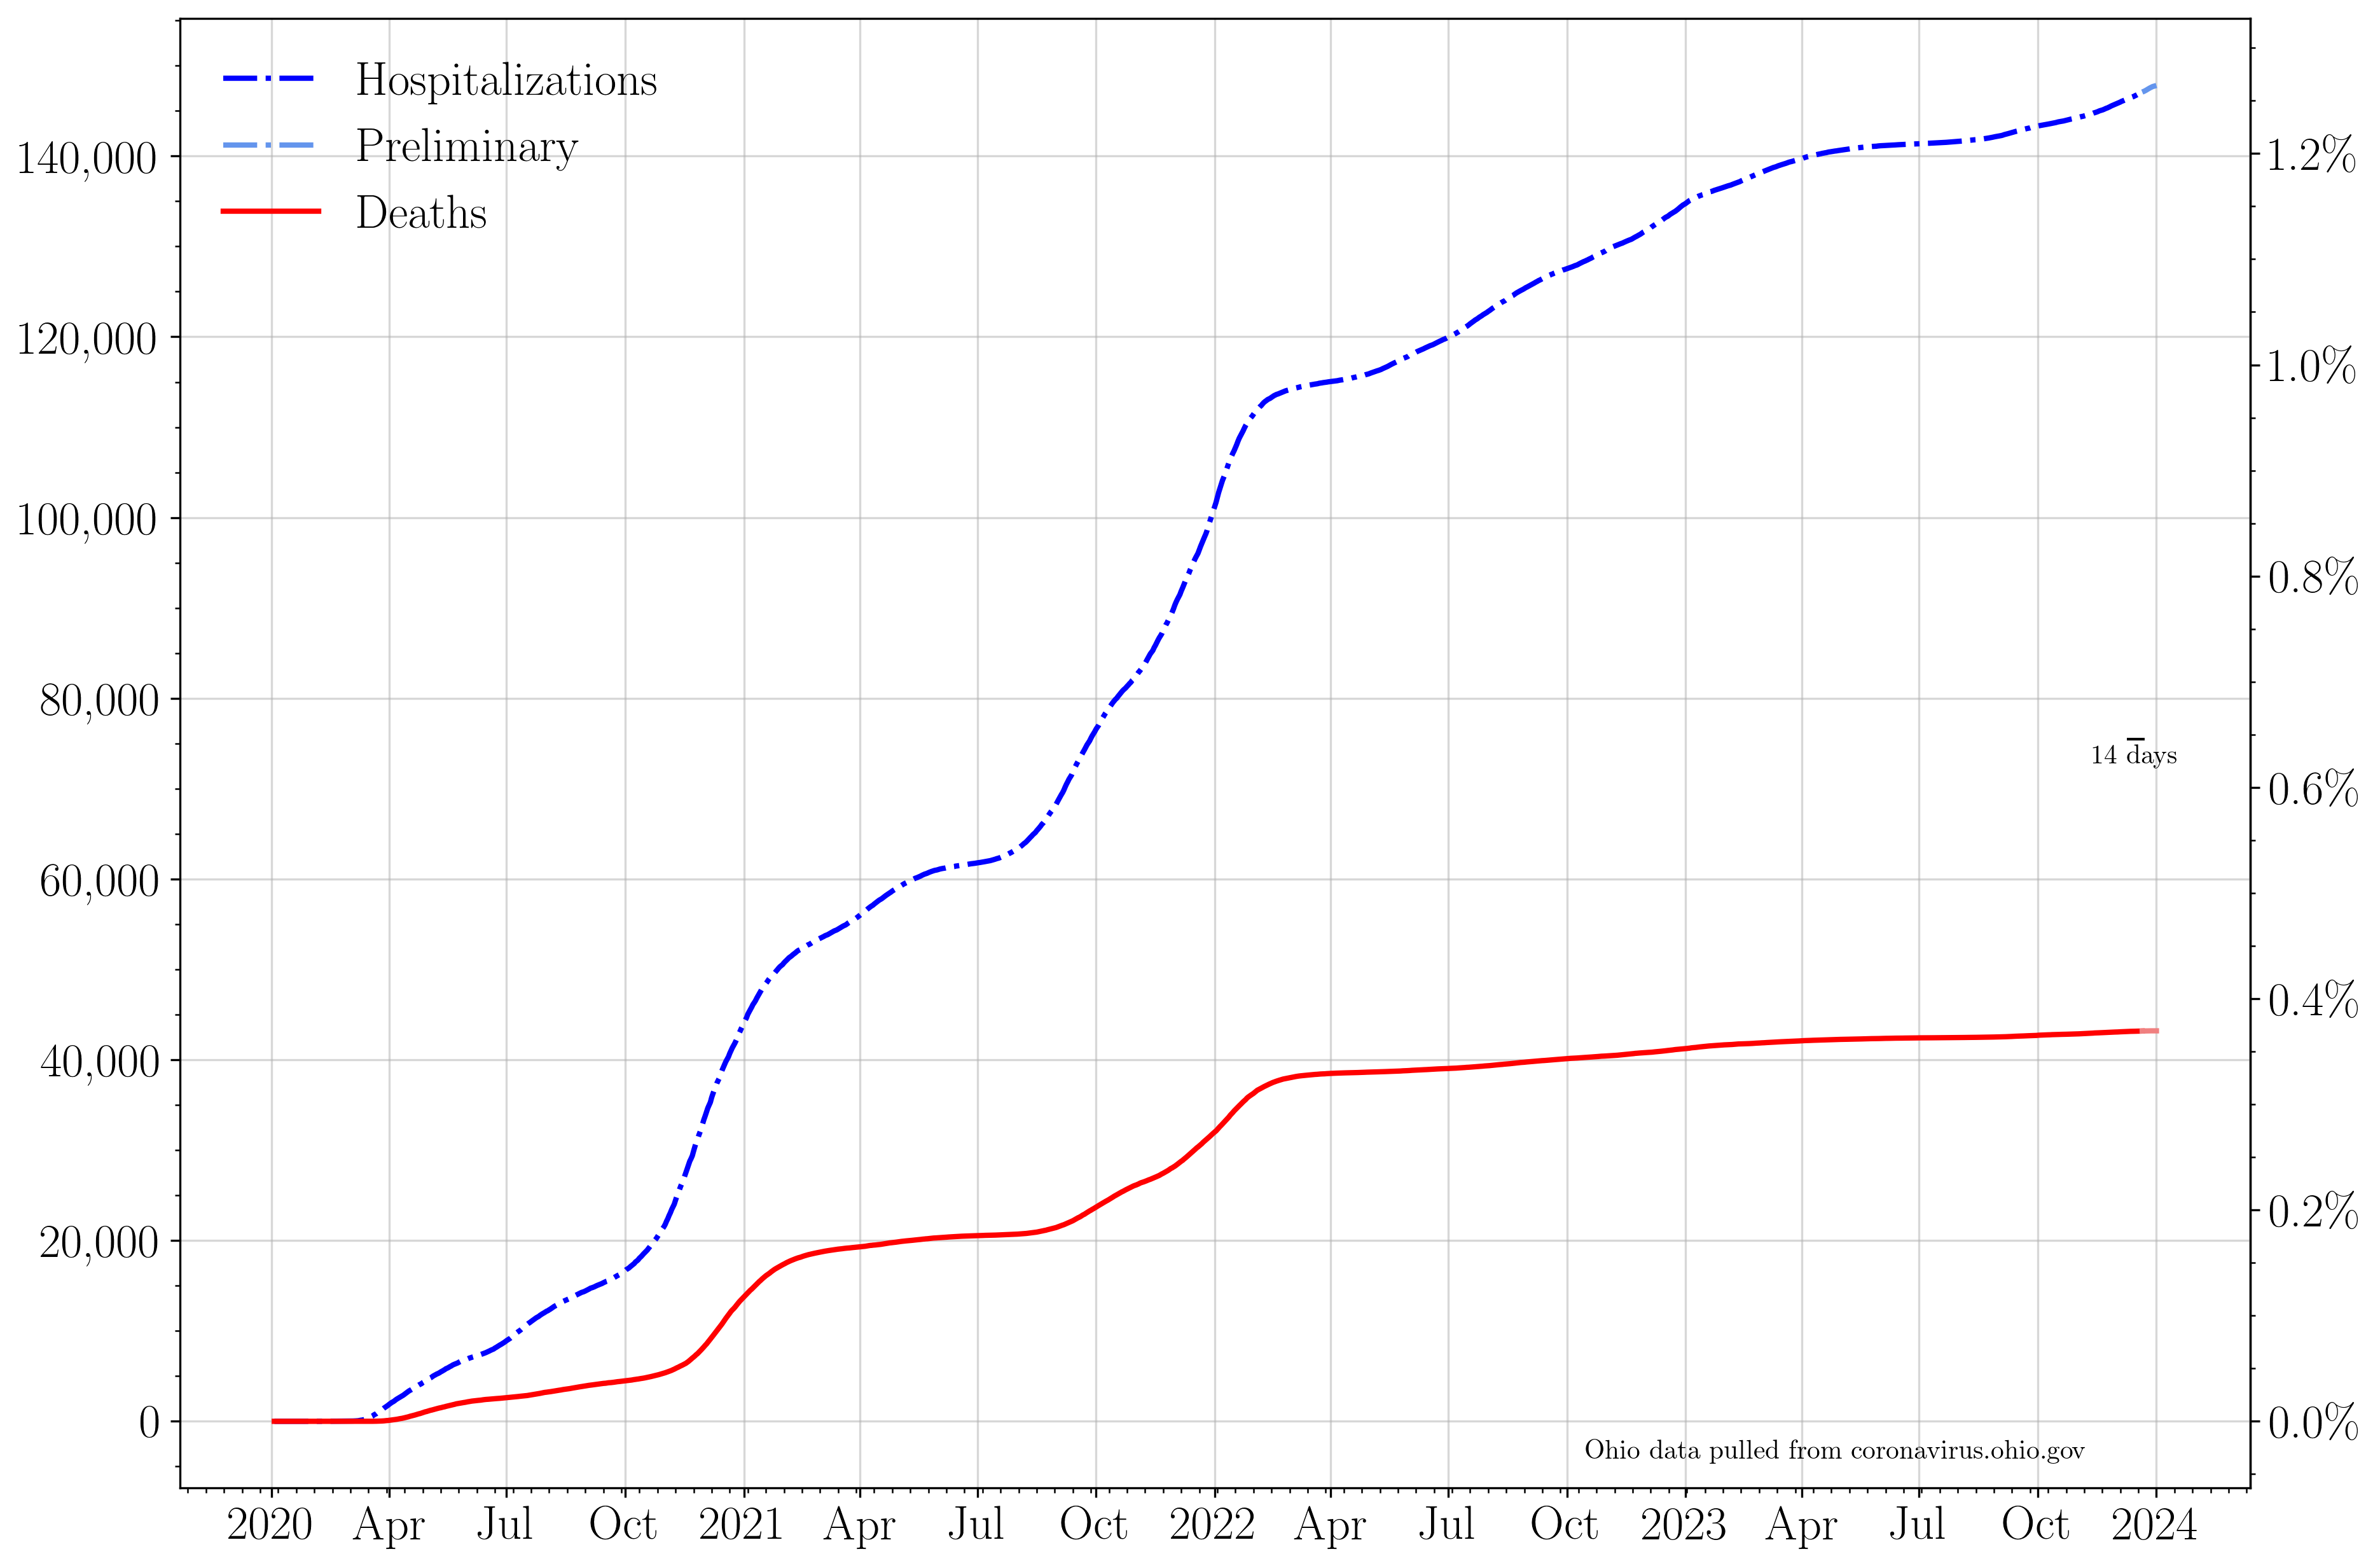 Hospitalizations
Preliminary
Deaths
140,000
120,000
100,000
80,000
60,000
40,000
20,000
0
1.2%
1.0%
0.8%
0.6%
0.4%
0.2%
0.0%
14 days
Ohio data pulled from coronavirus.ohio.gov
2020 Apr Jul Oct 2021 Apr Jul Oct 2022 Apr Jul Oct 2023 Apr Jul Oct 2024